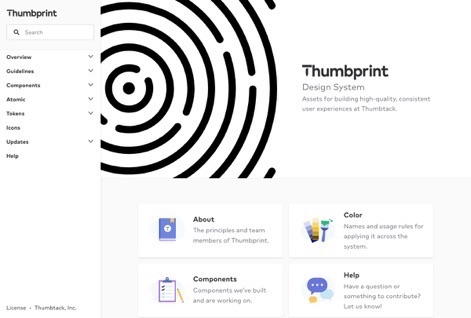 Thumbprint
Search
Overview
Guidelines
Components
Atomic
Tokens
Icons
Updates
Help
License • Thumbtack, Inc.
Thumbprint
Design System
Assets for building high-quality, consistent
user experiences at Thumbtack.
About
The principles and team
members of Thumbprint.
Color
Names and usage rules for
applying it across the
system.
Components
Components we've built
and are working on.
Help
Have a question or
something to contribute?
Let us know!